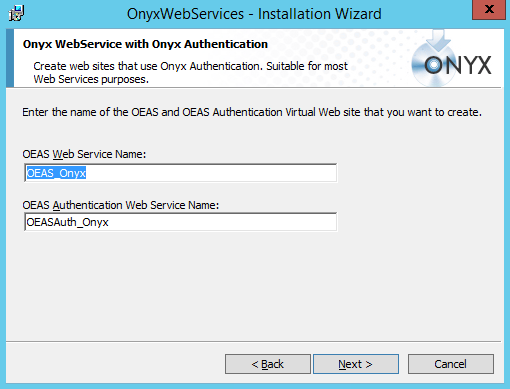 OnyxWebServices - Installation Wizard
x
Onyx WebService with Onyx Authentication
Create web sites that use Onyx Authentication. Suitable for most
Web Services purposes.
ONYX
Enter the name of the OEAS and OEAS Authentication Virtual Web site that you want to create.
OEAS Web Service Name:
OEAS_Onyx
OEAS Authentication Web Service Name:
OEASAuth_Onyx
< Back
Next >
Cancel